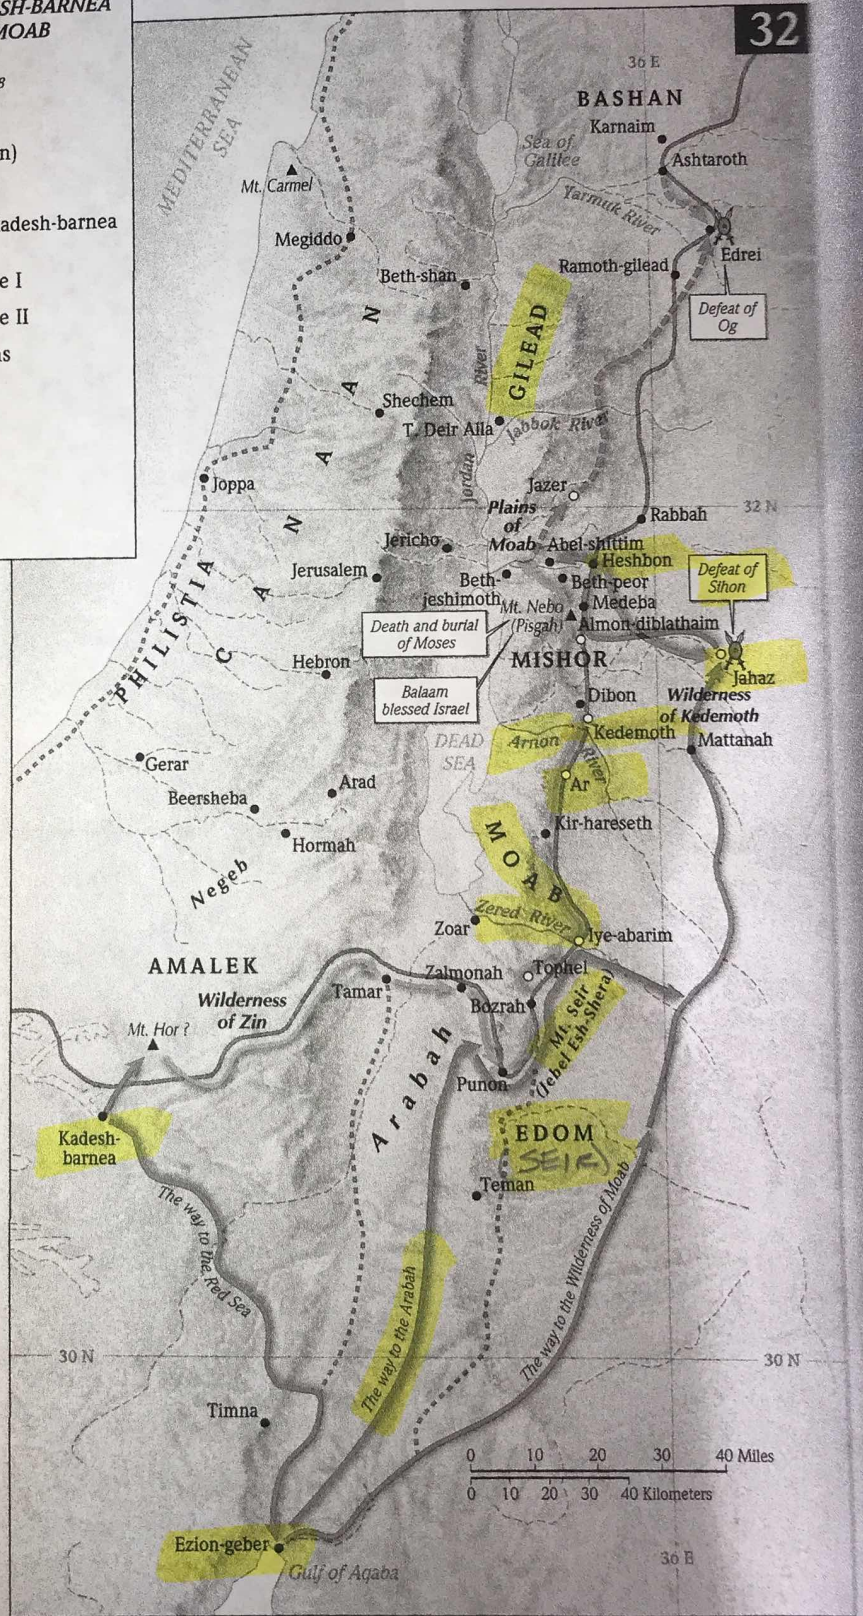 SH-BARNEA
MOAB
32
n)
adesh-barnea
e I
e II
36 E
BASHAN
Karnaim
Ashtaroth
MEDITERRANEAN
SEA
Sea of
Galilee
Mt. Carmel
Yarmuk River
Megiddo
Edrei
Ramoth-gilead
Beth-shan
Defeat of
Og
GILEAD
River
Jordan
Shechem
T. Deir Alla
Jabbok River
CANAAN
Joppa
Jazer
32 N
Plains
of
Moab
Rabbah
Jericho
Abel-shittim
Heshbon
Jerusalem
Beth-
jeshimoth
Beth-peor
Defeat of
Sihon
Mt. Nebo
(Pisgah)
Medeba
Death and burial
of Moses
Almon-diblathaim
PHILISTIA
MISHOR
Hebron
Jahaz
Balaam
blessed Israel
Dibon
Wilderness
of Kedemoth
Kedemoth
DEAD
SEA
Arnon
River
Mattanah
Gerar
Ar
Arad
Beersheba
Kir-hareseth
Hormah
MOAB
Negeb
Zered River
Zoar
Iye-abarim
AMALEK
Zalmonah
Tophel
Wilderness
of Zin
Tamar
Bozrah
Mt. Seir
(Jebel Esh-Shera)
Mt. Hor ?
Arabah
Punon
Kadesh-
barnea
EDOM
SEIR)
Teman
The way to the Red Sea
The way to the Arabah
The way to the Wilderness of Moab
30 N
30 N
Timna
0 10 20 30 40 Miles
0 10 20 30 40 Kilometers
Ezion-geber
Gulf of Aqaba
36 E